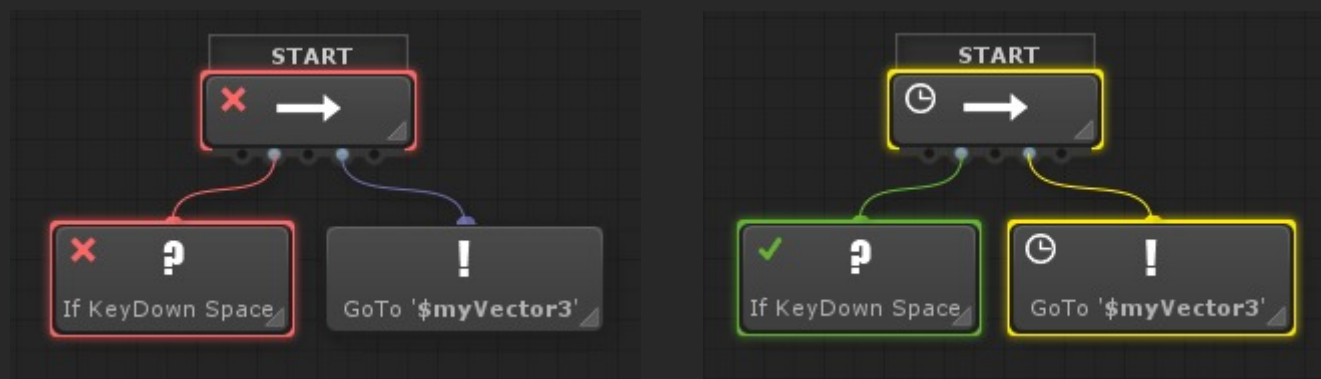 START
?
If KeyDown Space
!
GoTo '$myVector3'
START
?
If KeyDown Space
!
GoTo '$myVector3'